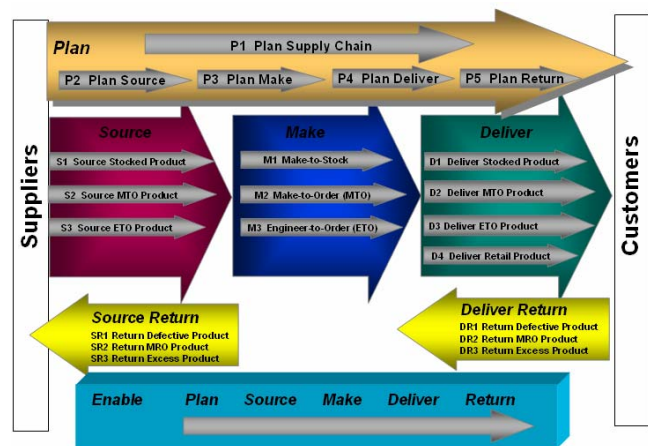 Plan
P1 Plan Supply Chain
P2 Plan Source
P3 Plan Make
P4 Plan Deliver
P5 Plan Return
Suppliers
Source
S1 Source Stocked Product
S2 Source MTO Product
S3 Source ETO Product
Make
M1 Make-to-Stock
M2 Make-to-Order (MTO)
M3 Engineer-to-Order (ETO)
Deliver
D1 Deliver Stocked Product
D2 Deliver MTO Product
D3 Deliver ETO Product
D4 Deliver Retail Product
Customers
Source Return
SR1 Return Defective Product
SR2 Return MRO Product
SR3 Return Excess Product
Deliver Return
DR1 Return Defective Product
DR2 Return MRO Product
DR3 Return Excess Product
Enable Plan Source Make Deliver Return